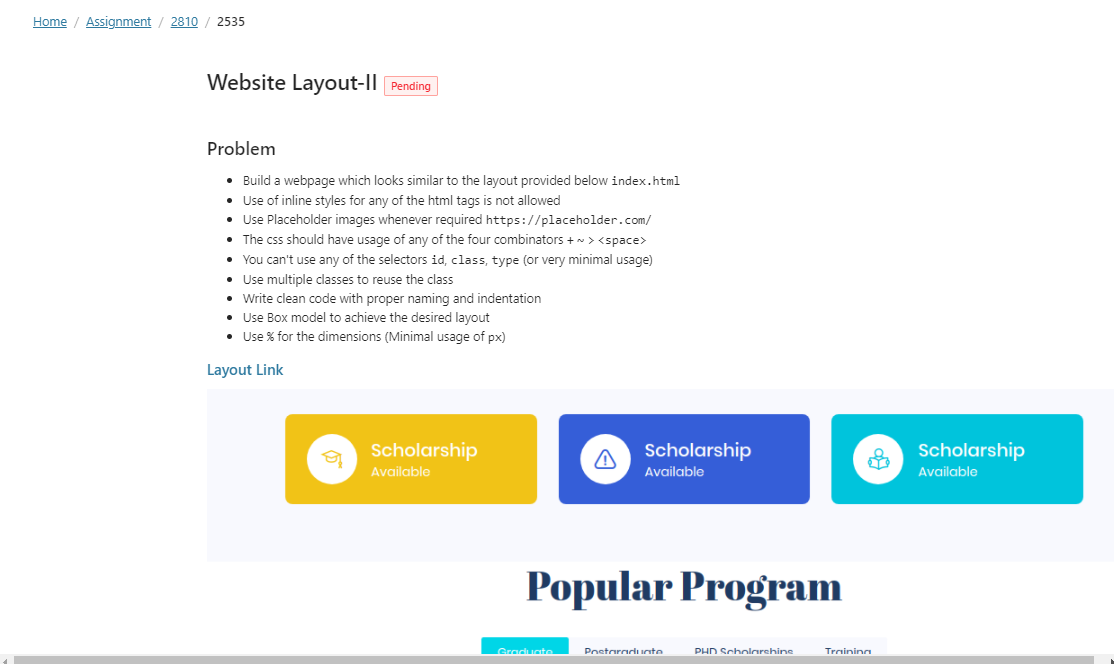 Home / Assignment / 2810 / 2535
Website Layout-II Pending
Problem
Build a webpage which looks similar to the layout provided below index.html
Use of inline styles for any of the html tags is not allowed
Use Placeholder images whenever required https://placeholder.com/
The css should have usage of any of the four combinators + ~ > <space>
You can't use any of the selectors id, class, type (or very minimal usage)
Use multiple classes to reuse the class
Write clean code with proper naming and indentation
Use Box model to achieve the desired layout
Use % for the dimensions (Minimal usage of px)
Layout Link
Scholarship Scholarship Scholarship
Available Available Available
Popular Program
Graduate Postgraduate PHD Scholarships Training